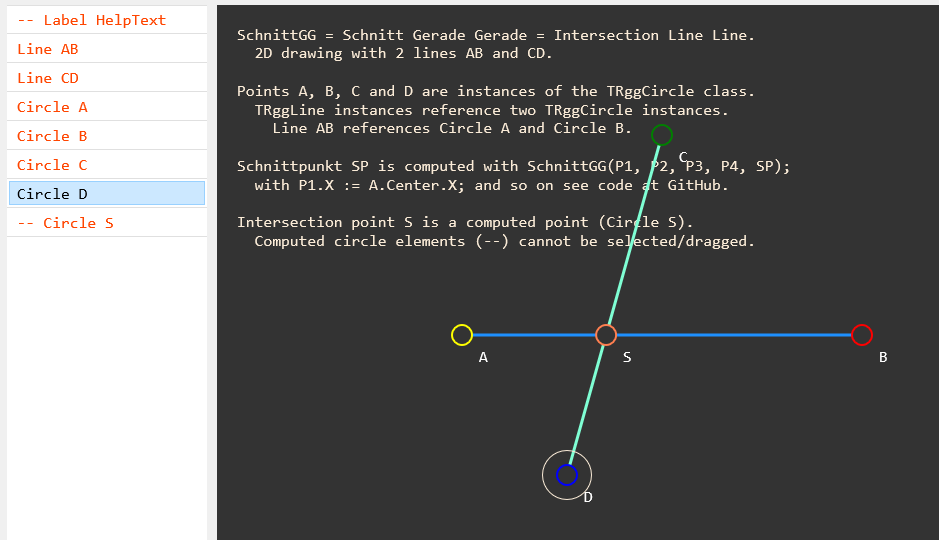 -- Label HelpText
Line AB
Line CD
Circle A
Circle B
Circle C
Circle D
-- Circle S
SchnittGG = Schnitt Gerade Gerade = Intersection Line Line.
2D drawing with 2 lines AB and CD.
Points A, B, C and D are instances of the TRggCircle class.
TRggLine instances reference two TRggCircle instances.
Line AB references Circle A and Circle B.
Schnittpunkt SP is computed with SchnittGG(P1, P2, P3, P4, SP);
with P1.X := A.Center.X; and so on see code at GitHub.
Intersection point S is a computed point (Circle S).
Computed circle elements (--) cannot be selected/dragged.
C
A
S
B
D